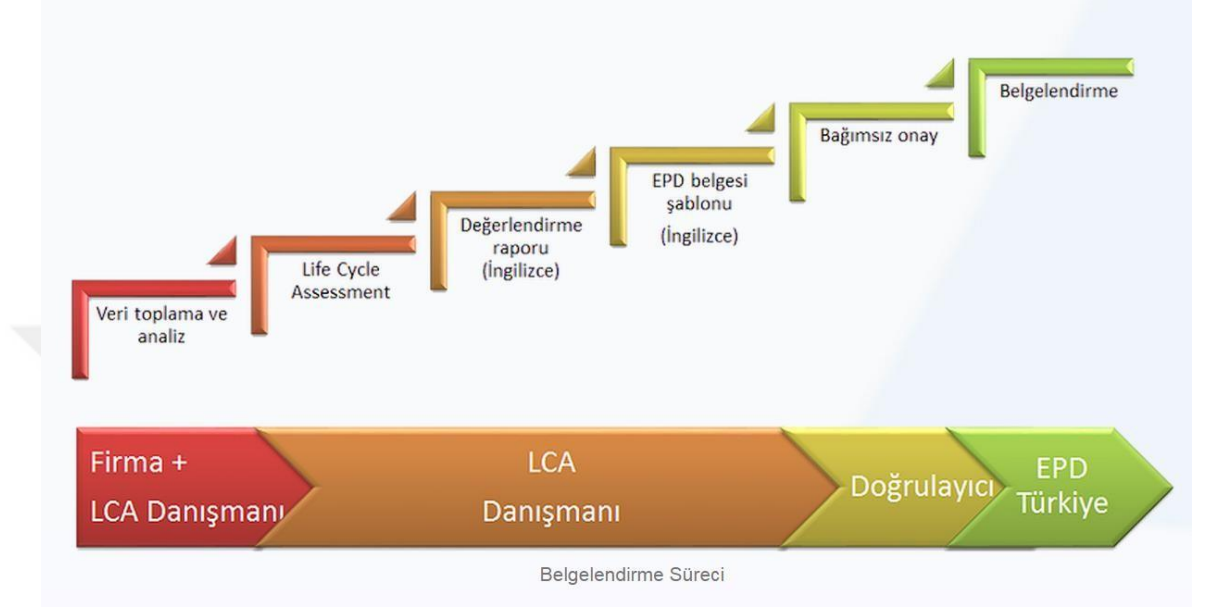 Veri toplama ve
analiz
Life Cycle
Assessment
Değerlendirme
raporu
(İngilizce)
EPD belgesi
şablonu
(İngilizce)
Bağımsız onay
Belgelendirme
Firma +
LCA Danışmanı
LCA
Danışmanı
Doğrulayıcı
EPD
Türkiye
Belgelendirme Süreci